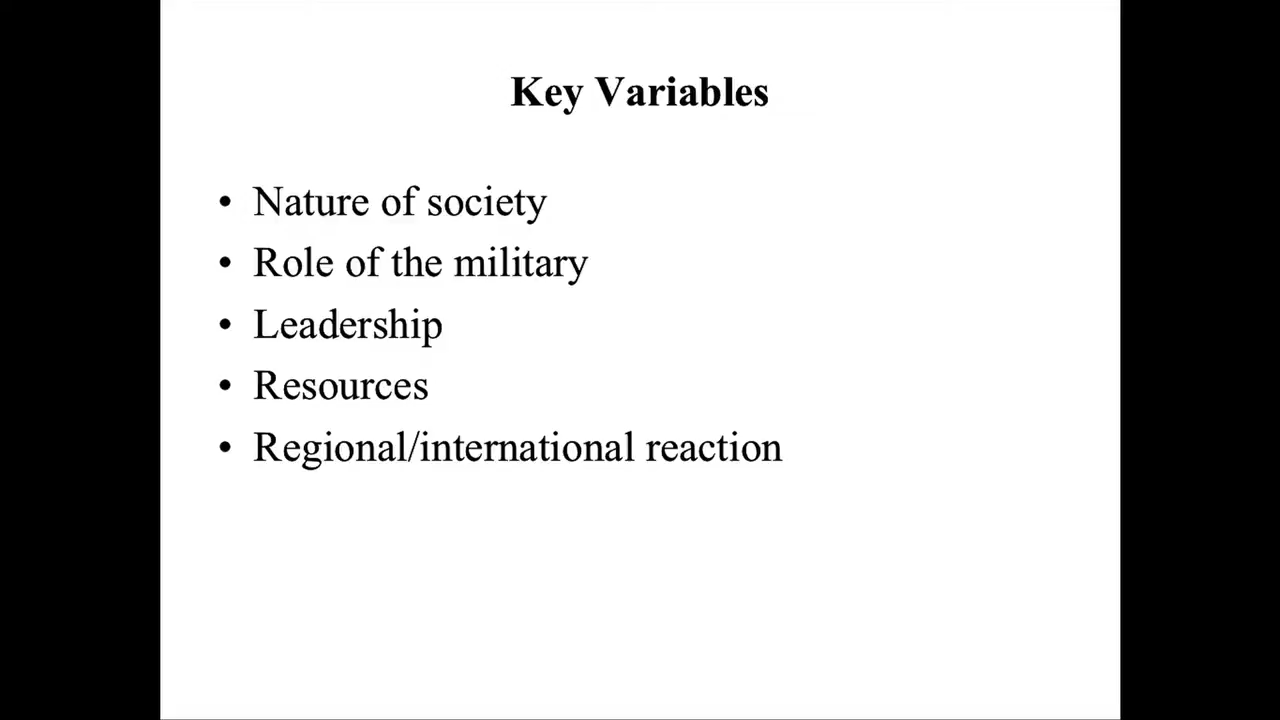 Key Variables
• Nature of society
• Role of the military
• Leadership
• Resources
• Regional/international reaction